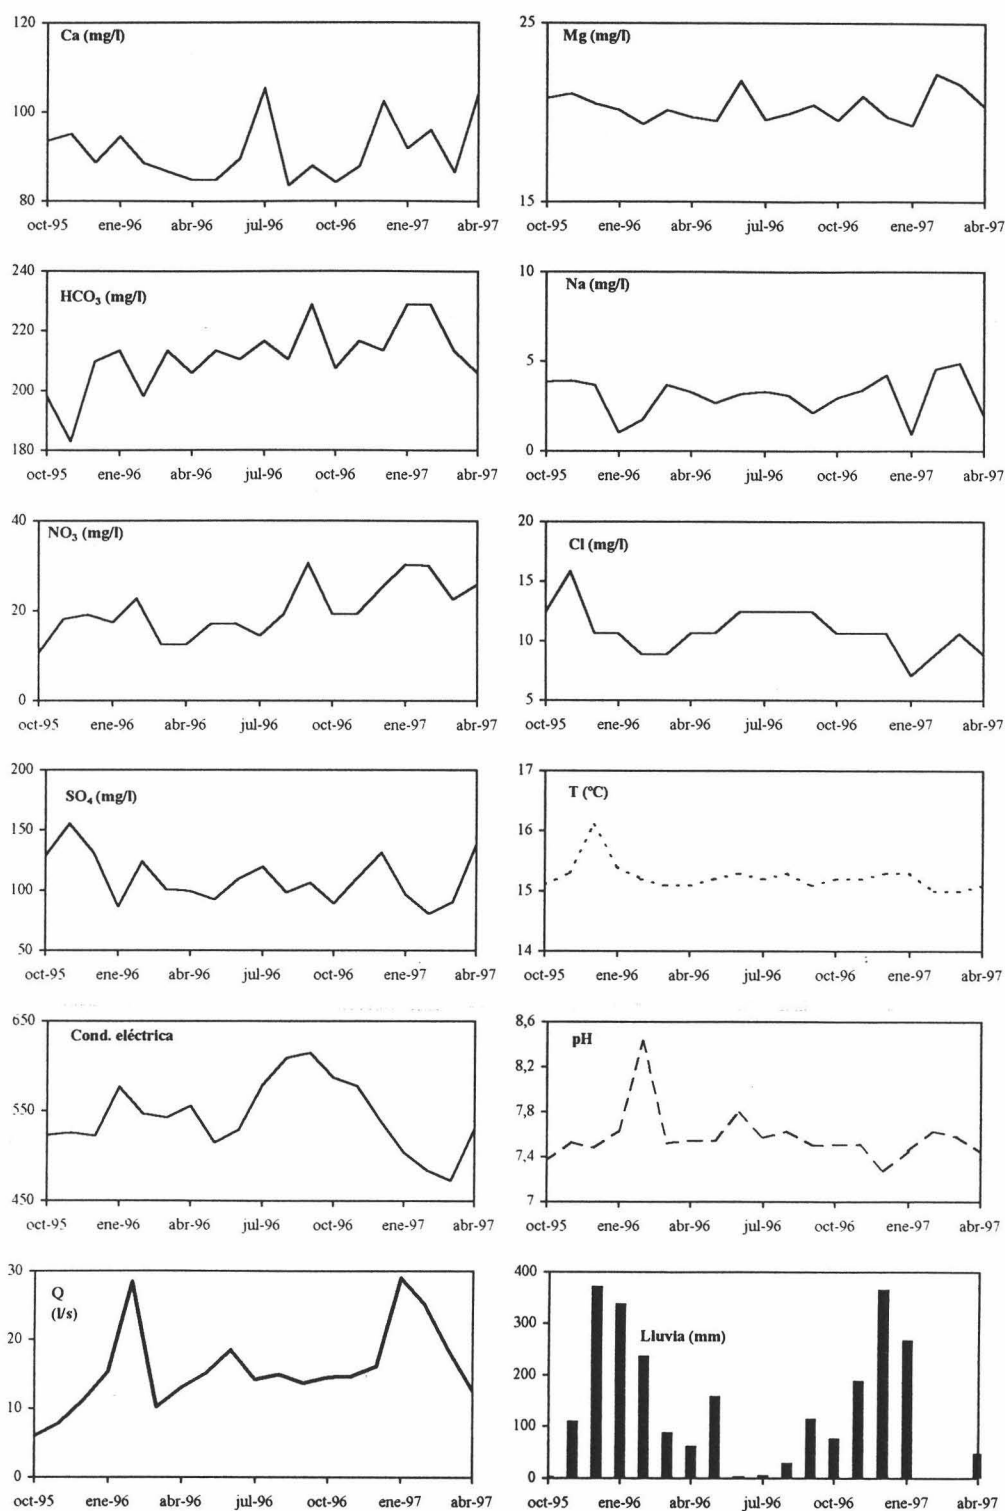 120
Ca (mg/l)
100
80
oct-95 ene-96 abr-96 jul-96 oct-96 ene-97 abr-97
25
Mg (mg/l)
15
oct-95 ene-96 abr-96 jul-96 oct-96 ene-97 abr-97
240
HCO₃ (mg/l)
220
200
180
oct-95 ene-96 abr-96 jul-96 oct-96 ene-97 abr-97
10
Na (mg/l)
5
0
oct-95 ene-96 abr-96 jul-96 oct-96 ene-97 abr-97
40
NO₃ (mg/l)
20
0
oct-95 ene-96 abr-96 jul-96 oct-96 ene-97 abr-97
20
Cl (mg/l)
15
10
5
oct-95 ene-96 abr-96 jul-96 oct-96 ene-97 abr-97
200
SO₄ (mg/l)
150
100
50
oct-95 ene-96 abr-96 jul-96 oct-96 ene-97 abr-97
17
T (ºC)
16
15
14
oct-95 ene-96 abr-96 jul-96 oct-96 ene-97 abr-97
650
Cond. eléctrica
550
450
oct-95 ene-96 abr-96 jul-96 oct-96 ene-97 abr-97
8,6
pH
8,2
7,8
7,4
7
oct-95 ene-96 abr-96 jul-96 oct-96 ene-97 abr-97
30
Q
(l/s)
20
10
0
oct-95 ene-96 abr-96 jul-96 oct-96 ene-97 abr-97
400
Lluvia (mm)
300
200
100
0
oct-95 ene-96 abr-96 jul-96 oct-96 ene-97 abr-97